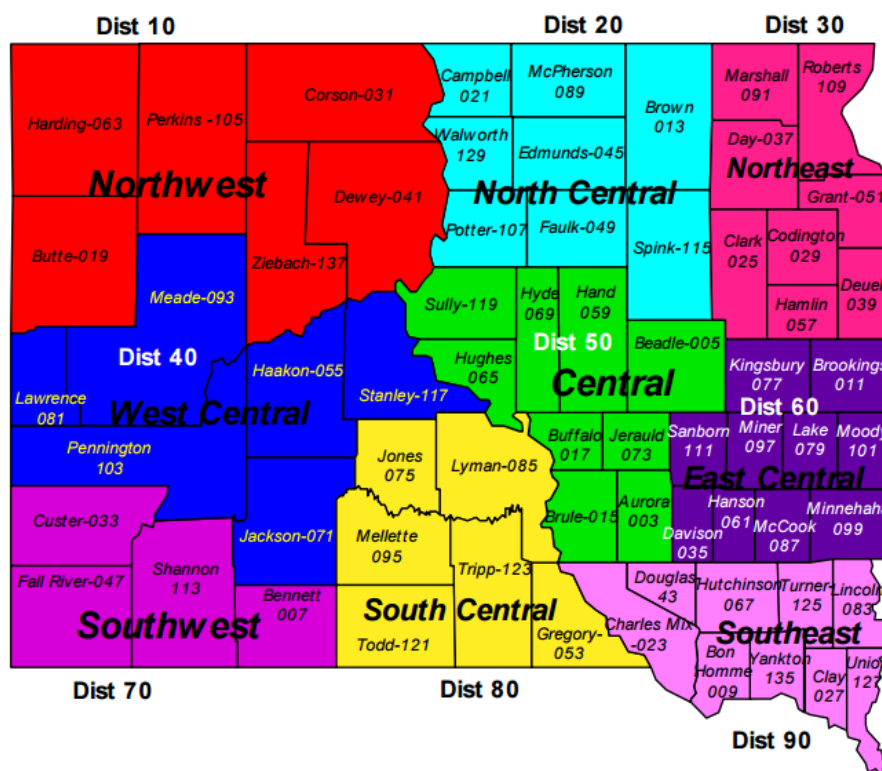 Dist 10
Dist 20
Dist 30
Harding-063
Perkins -105
Corson-031
Campbell
021
McPherson
089
Brown
013
Marshall
091
Roberts
109
Walworth
129
Edmunds-045
Day-037
Northwest
Dewey-041
North Central
Northeast
Grant-051
Butte-019
Ziebach-137
Potter-107
Faulk-049
Spink-115
Clark
025
Codington
029
Deuel
039
Hamlin
057
Meade-093
Sully-119
Hyde
069
Hand
059
Dist 40
Haakon-055
Stanley-117
Hughes
065
Dist 50
Beadle-005
Central
Kingsbury
077
Brookings
011
Lawrence
081
West Central
Dist 60
Pennington
103
Jones
075
Lyman-085
Buffalo
017
Jerauld
073
Sanborn
111
Miner
097
Lake
079
Moody
101
East Central
Custer-033
Jackson-071
Mellette
095
Brule-015
Aurora
003
Davison
035
Hanson
061
McCook
087
Minnehaha
099
Fall River-047
Shannon
113
Bennett
007
Tripp-123
Douglas
43
Hutchinson
067
Turner-
125
Lincoln
083
Southwest
South Central
Todd-121
Gregory-
053
Charles Mix
-023
Southeast
Bon
Homme
009
Yankton
135
Clay
027
Union
127
Dist 70
Dist 80
Dist 90